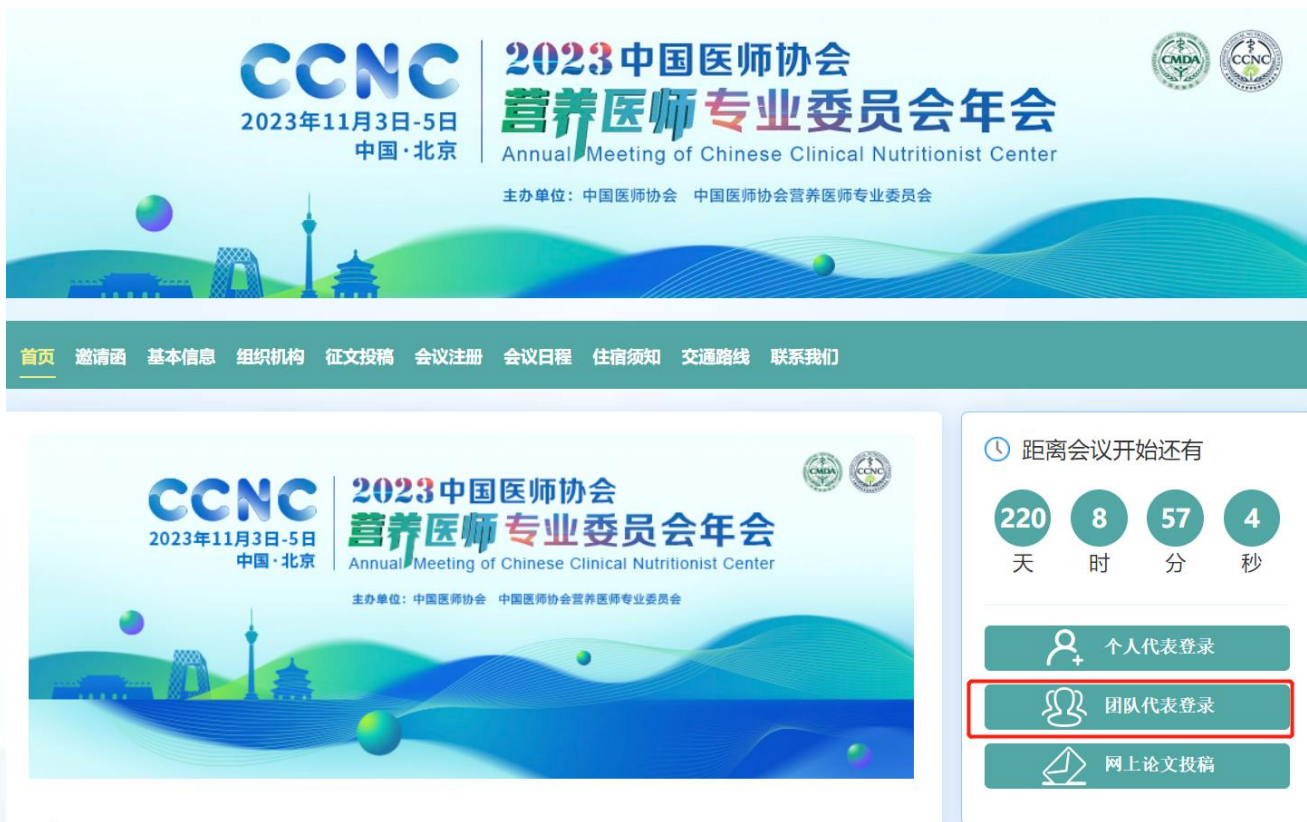 CCNC
2023年11月3日-5日
中国·北京
2023中国医师协会
营养医师专业委员会年会
Annual Meeting of Chinese Clinical Nutritionist Center
主办单位：中国医师协会 中国医师协会营养医师专业委员会
CMDA
CCNC
首页 邀请函 基本信息 组织机构 征文投稿 会议注册 会议日程 住宿须知 交通路线 联系我们
CCNC
2023年11月3日-5日
中国·北京
2023中国医师协会
营养医师专业委员会年会
Annual Meeting of Chinese Clinical Nutritionist Center
主办单位：中国医师协会 中国医师协会营养医师专业委员会
CMDA
CCNC
距离会议开始还有
220 8 57 4
天 时 分 秒
个人代表登录
团队代表登录
网上论文投稿